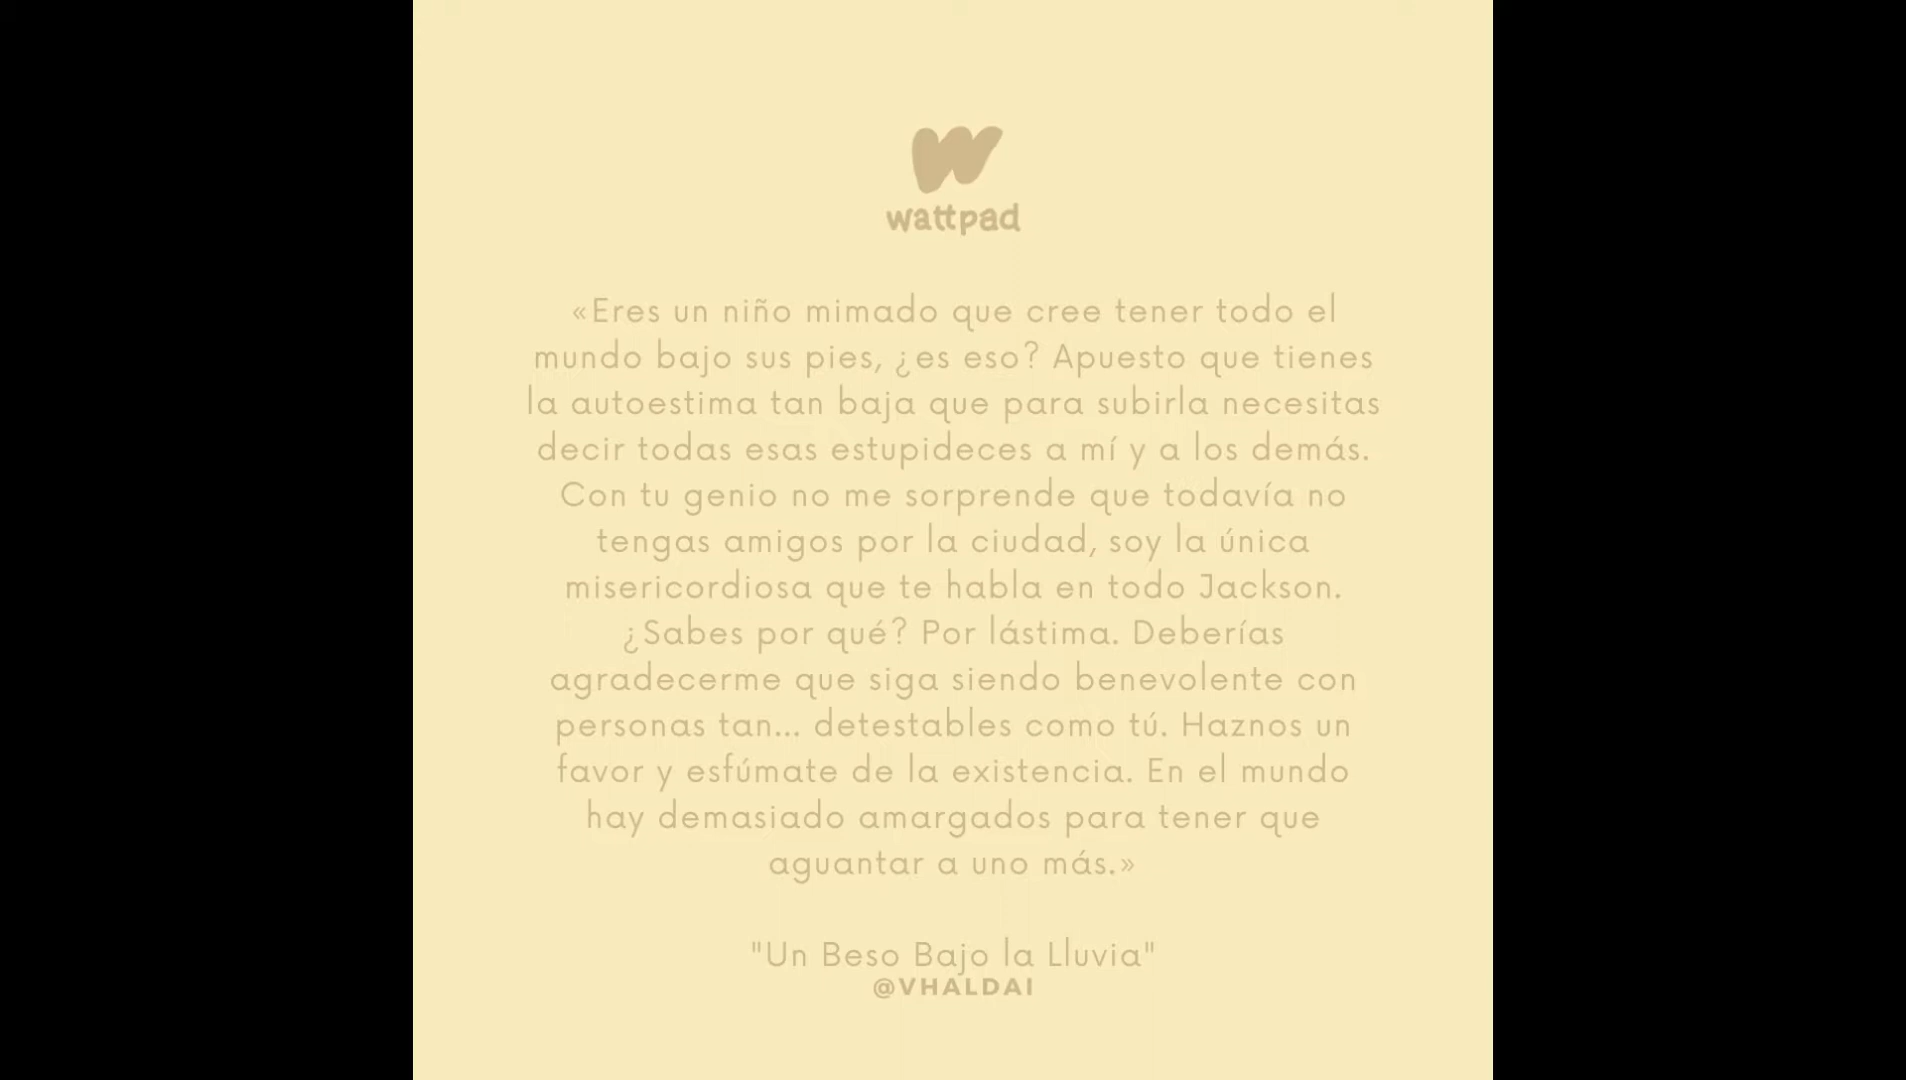 wattpad
«Eres un niño mimado que cree tener todo el
mundo bajo sus pies, ¿es eso? Apuesto que tienes
la autoestima tan baja que para subirla necesitas
decir todas esas estupideces a mí y a los demás.
Con tu genio no me sorprende que todavía no
tengas amigos por la ciudad, soy la única
misericordiosa que te habla en todo Jackson.
¿Sabes por qué? Por lástima. Deberías
agradecerme que siga siendo benevolente con
personas tan... detestables como tú. Haznos un
favor y esfúmate de la existencia. En el mundo
hay demasiado amargados para tener que
aguantar a uno más.»
"Un Beso Bajo la Lluvia"
@VHALDAI